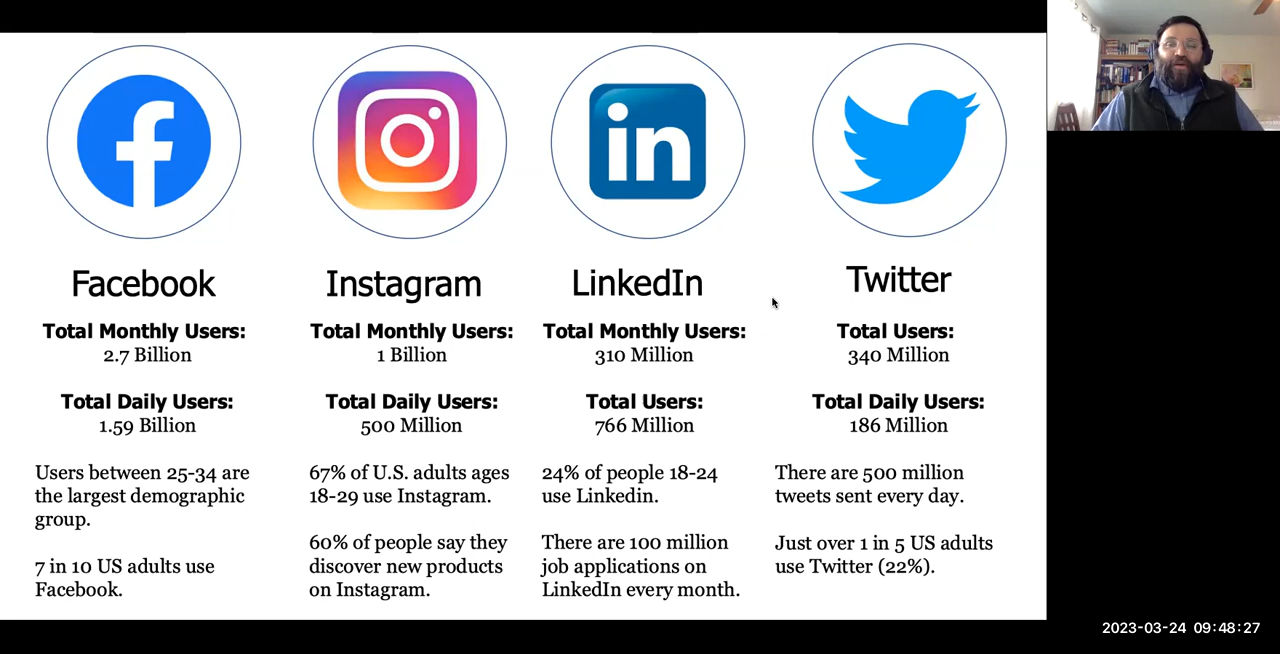 f
in
Facebook
Total Monthly Users:
2.7 Billion
Total Daily Users:
1.59 Billion
Users between 25-34 are
the largest demographic
group.
7 in 10 US adults use
Facebook.
Instagram
Total Monthly Users:
1 Billion
Total Daily Users:
500 Million
67% of U.S. adults ages
18-29 use Instagram.
60% of people say they
discover new products
on Instagram.
LinkedIn
Total Monthly Users:
310 Million
Total Users:
766 Million
24% of people 18-24
use Linkedin.
There are 100 million
job applications on
LinkedIn every month.
Twitter
Total Users:
340 Million
Total Daily Users:
186 Million
There are 500 million
tweets sent every day.
Just over 1 in 5 US adults
use Twitter (22%).
2023-03-24 09:48:27